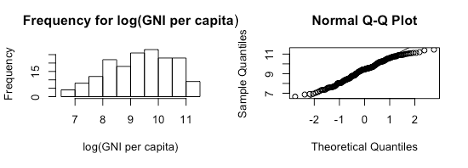 Frequency for log(GNI per capita)
Frequency
0 15
7 8 9 10 11
log(GNI per capita)
Normal Q-Q Plot
Sample Quantiles
7 9 11
-2 -1 0 1 2
Theoretical Quantiles